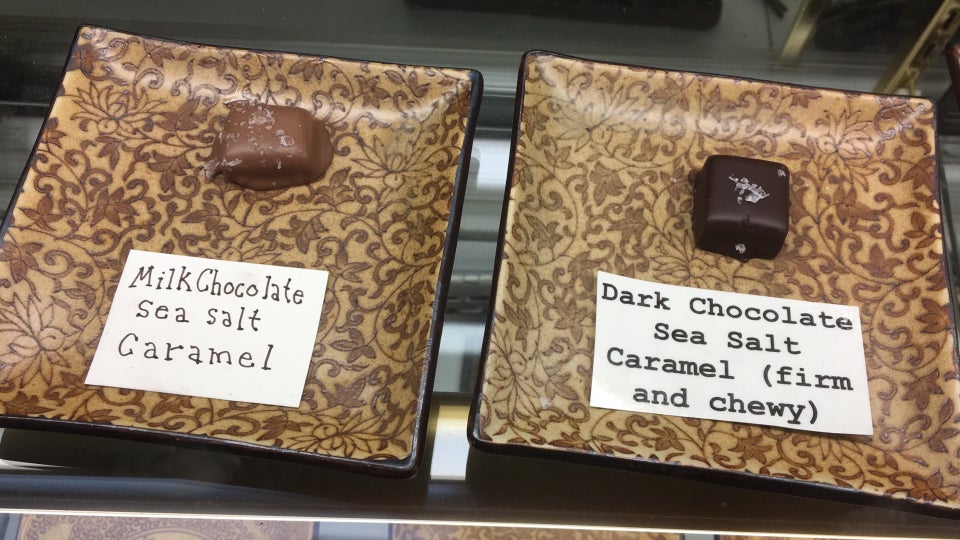 Milk Chocolate
sea salt
Caramel
Dark Chocolate
Sea Salt
Caramel (firm
and chewy)